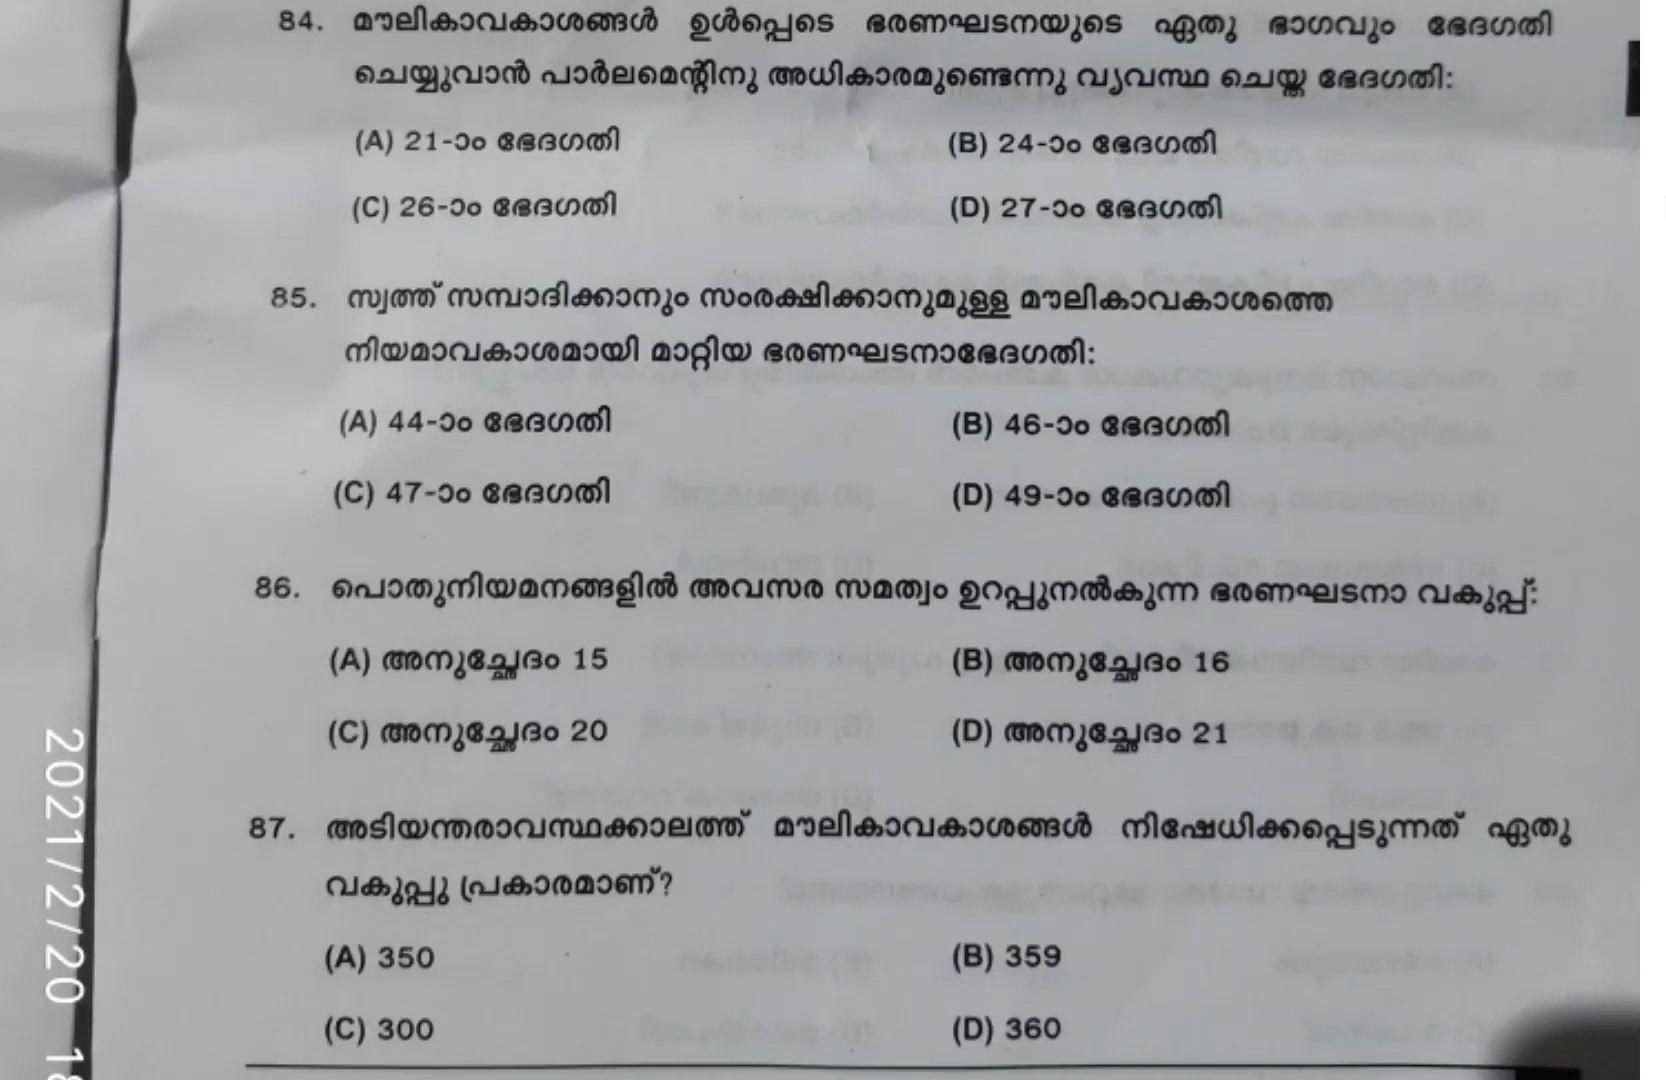 84. മൗലികാവകാശങ്ങൾ ഉൾപ്പെടെ ഭരണഘടനയുടെ ഏതു ഭാഗവും ഭേദഗതി
ചെയ്യുവാൻ പാർലമെന്റിനു അധികാരമുണ്ടെന്നു വ്യവസ്ഥ ചെയ്ത ഭേദഗതി:
(A) 21-ാം ഭേദഗതി (B) 24-ാം ഭേദഗതി
(C) 26-ാം ഭേദഗതി (D) 27-ാം ഭേദഗതി
85. സ്വത്ത് സമ്പാദിക്കാനും സംരക്ഷിക്കാനുമുള്ള മൗലികാവകാശത്തെ
നിയമാവകാശമായി മാറ്റിയ ഭരണഘടനാഭേദഗതി:
(A) 44-ാം ഭേദഗതി (B) 46-ാം ഭേദഗതി
(C) 47-ാം ഭേദഗതി (D) 49-ാം ഭേദഗതി
86. പൊതുനിയമനങ്ങളിൽ അവസര സമത്വം ഉറപ്പുനൽകുന്ന ഭരണഘടനാ വകുപ്പ്:
(A) അനുച്ഛേദം 15 (B) അനുച്ഛേദം 16
(C) അനുച്ഛേദം 20 (D) അനുച്ഛേദം 21
87. അടിയന്തരാവസ്ഥക്കാലത്ത് മൗലികാവകാശങ്ങൾ നിഷേധിക്കപ്പെടുന്നത് ഏതു
വകുപ്പു പ്രകാരമാണ്?
(A) 350 (B) 359
(C) 300 (D) 360
2021/2/20